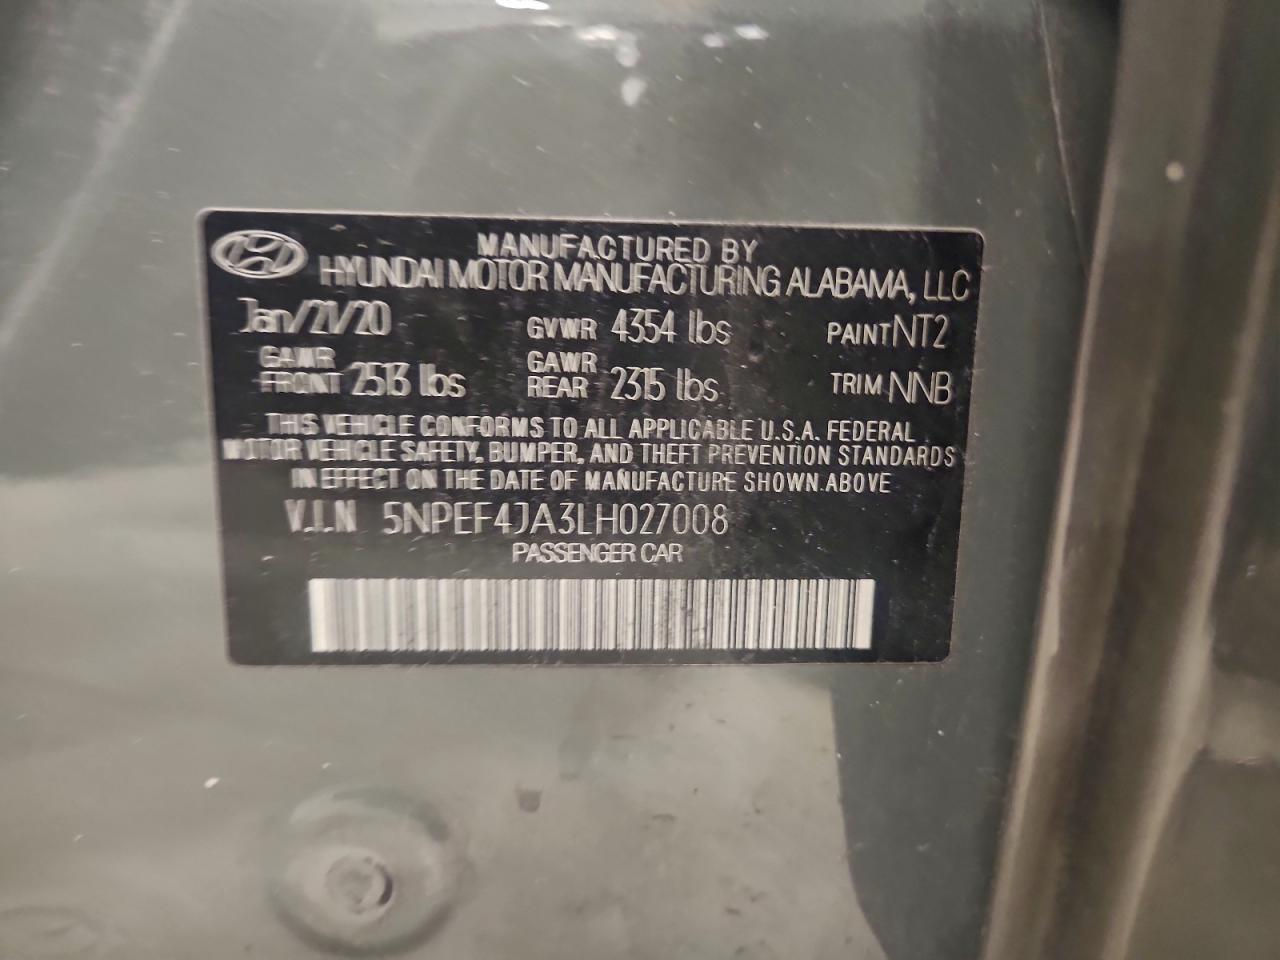 MANUFACTURED BY
HYUNDAI MOTOR MANUFACTURING ALABAMA, LLC
Jan/21/20 GVWR 4354 lbs PAINT NT2
GAWR FRONT 2513 lbs GAWR REAR 2315 lbs TRIM NNB
THIS VEHICLE CONFORMS TO ALL APPLICABLE U.S.A. FEDERAL
MOTOR VEHICLE SAFETY, BUMPER, AND THEFT PREVENTION STANDARDS
IN EFFECT ON THE DATE OF MANUFACTURE SHOWN ABOVE
V.I.N 5NPEF4JA3LH027008
PASSENGER CAR